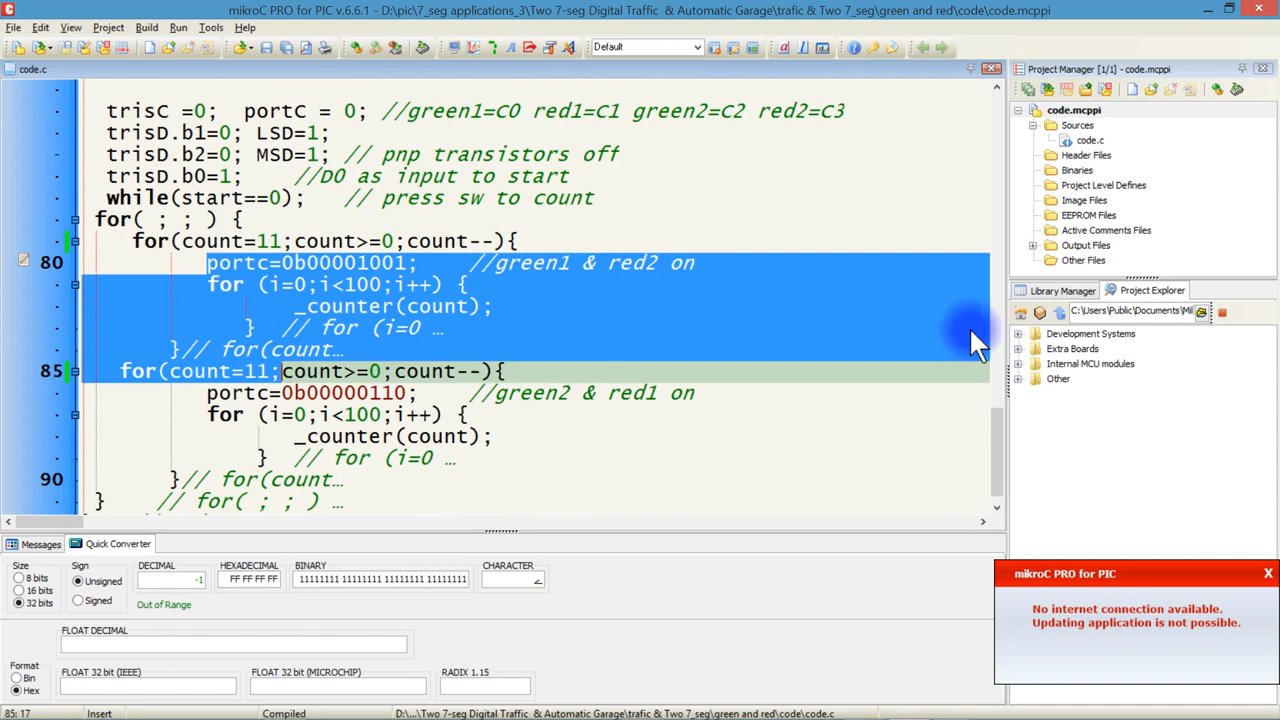 mikroC PRO for PIC v.6.6.1 - D:\pic\7_seg applications_3\Two 7-seg Digital Traffic & Automatic Garage\trafic & Two 7_seg\green and red\code\code.mcppi
File Edit View Project Build Run Tools Help
Default
code.c
trisC =0; portC = 0; //green1=C0 red1=C1 green2=C2 red2=C3
trisD.b1=0; LSD=1;
trisD.b2=0; MSD=1; // pnp transistors off
trisD.b0=1; //DO as input to start
while(start==0); // press sw to count
for( ; ; ) {
for(count=11;count>=0;count--){
80 portc=0b00001001; //green1 & red2 on
for (i=0;i<100;i++) {
_counter(count);
} // for (i=0 …
}// for(count…
85 for(count=11;count>=0;count--){
portc=0b00000110; //green2 & red1 on
for (i=0;i<100;i++) {
_counter(count);
} // for (i=0 …
90 }// for(count…
} // for( ; ; ) …
Messages Quick Converter
Size
8 bits
16 bits
32 bits
Sign
Unsigned
Signed
DECIMAL
-1
Out of Range
HEXADECIMAL
FF FF FF FF
BINARY
11111111 11111111 11111111 11111111
CHARACTER
FLOAT DECIMAL
Format
Bin
Hex
FLOAT 32 bit (IEEE)
FLOAT 32 bit (MICROCHIP)
RADIX 1.15
85: 17 Insert Compiled D:\...\Two 7-seg Digital Traffic & Automatic Garage\trafic & Two 7_seg\green and red\code\code.c
Project Manager [1/1] - code.mcppi
code.mcppi
Sources
code.c
Header Files
Binaries
Project Level Defines
Image Files
EEPROM Files
Active Comments Files
Output Files
Other Files
Library Manager Project Explorer
C:\Users\Public\Documents\Mi
Development Systems
Extra Boards
Internal MCU modules
Other
mikroC PRO for PIC X
No internet connection available.
Updating application is not possible.